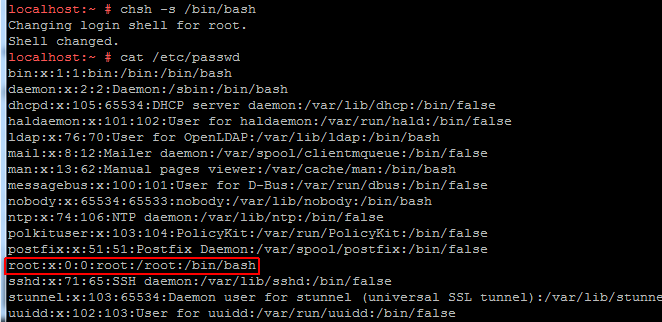 localhost:~ # chsh -s /bin/bash
Changing login shell for root.
Shell changed.
localhost:~ # cat /etc/passwd
bin:x:1:1:bin:/bin:/bin/bash
daemon:x:2:2:Daemon:/sbin:/bin/bash
dhcpd:x:105:65534:DHCP server daemon:/var/lib/dhcp:/bin/false
haldaemon:x:101:102:User for haldaemon:/var/run/hald:/bin/false
ldap:x:76:70:User for OpenLDAP:/var/lib/ldap:/bin/bash
mail:x:8:12:Mailer daemon:/var/spool/clientmqueue:/bin/false
man:x:13:62:Manual pages viewer:/var/cache/man:/bin/bash
messagebus:x:100:101:User for D-Bus:/var/run/dbus:/bin/false
nobody:x:65534:65533:nobody:/var/lib/nobody:/bin/bash
ntp:x:74:106:NTP daemon:/var/lib/ntp:/bin/false
polkituser:x:103:104:PolicyKit:/var/run/PolicyKit:/bin/false
postfix:x:51:51:Postfix Daemon:/var/spool/postfix:/bin/false
root:x:0:0:root:/root:/bin/bash
sshd:x:71:65:SSH daemon:/var/lib/sshd:/bin/false
stunnel:x:103:65534:Daemon user for stunnel (universal SSL tunnel):/var/lib/stunne
uuidd:x:102:103:User for uuidd:/var/run/uuidd:/bin/false